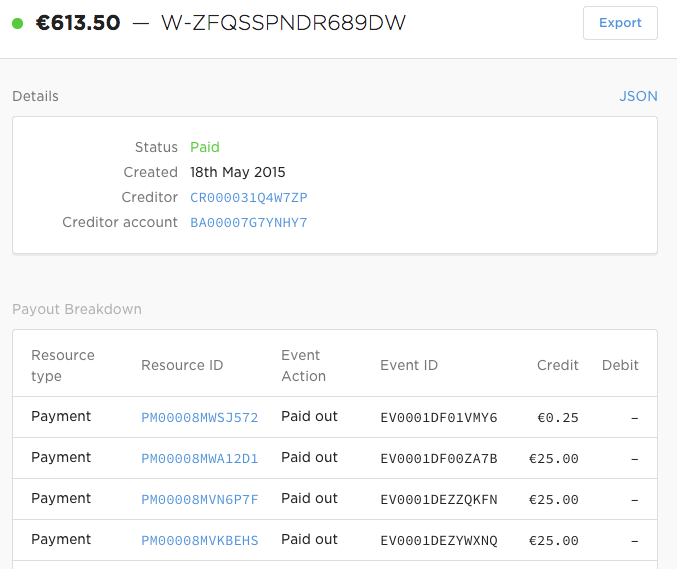 €613.50 — W-ZFQSSPNDR689DW
Export
Details
JSON
Status Paid
Created 18th May 2015
Creditor CR000031Q4W7ZP
Creditor account BA00007G7YNHY7
Payout Breakdown
Resource type Resource ID Event Action Event ID Credit Debit
Payment PM00008MWSJ572 Paid out EV0001DF01VMY6 €0.25 –
Payment PM00008MWA12D1 Paid out EV0001DF00ZA7B €25.00 –
Payment PM00008MVN6P7F Paid out EV0001DEZZQKFN €25.00 –
Payment PM00008MVKBEHS Paid out EV0001DEZYWXNQ €25.00 –